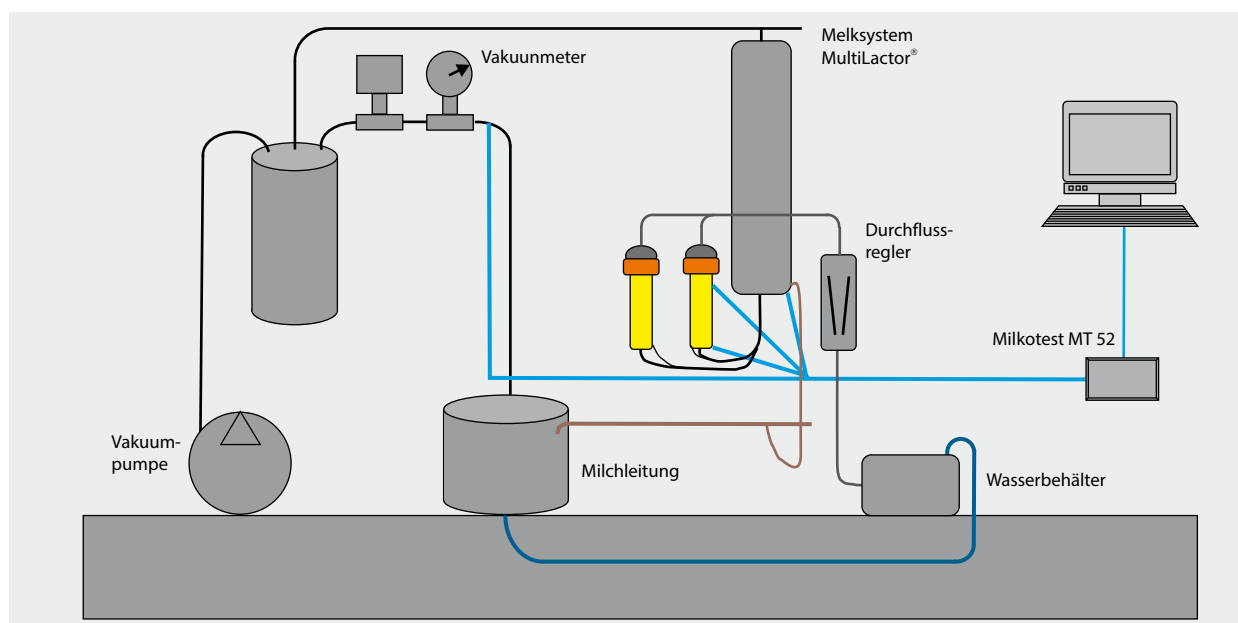 Melksystem
MultiLactor®
Vakuunmeter
Durchfluss-
regler
Milkotest MT 52
Vakuum-
pumpe
Milchleitung
Wasserbehälter